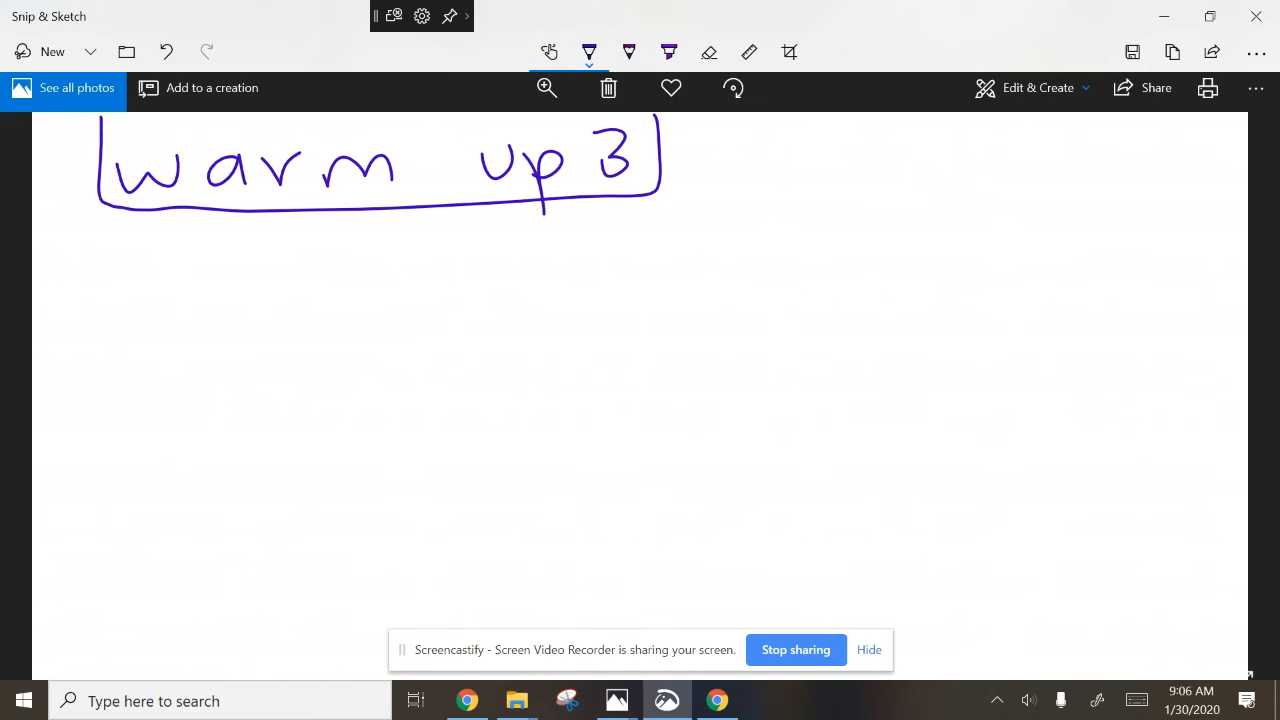 Snip & Sketch
New
See all photos
Add to a creation
Edit & Create
Share
warm up 3
Screencastify - Screen Video Recorder is sharing your screen.
Stop sharing
Hide
Type here to search
9:06 AM
1/30/2020